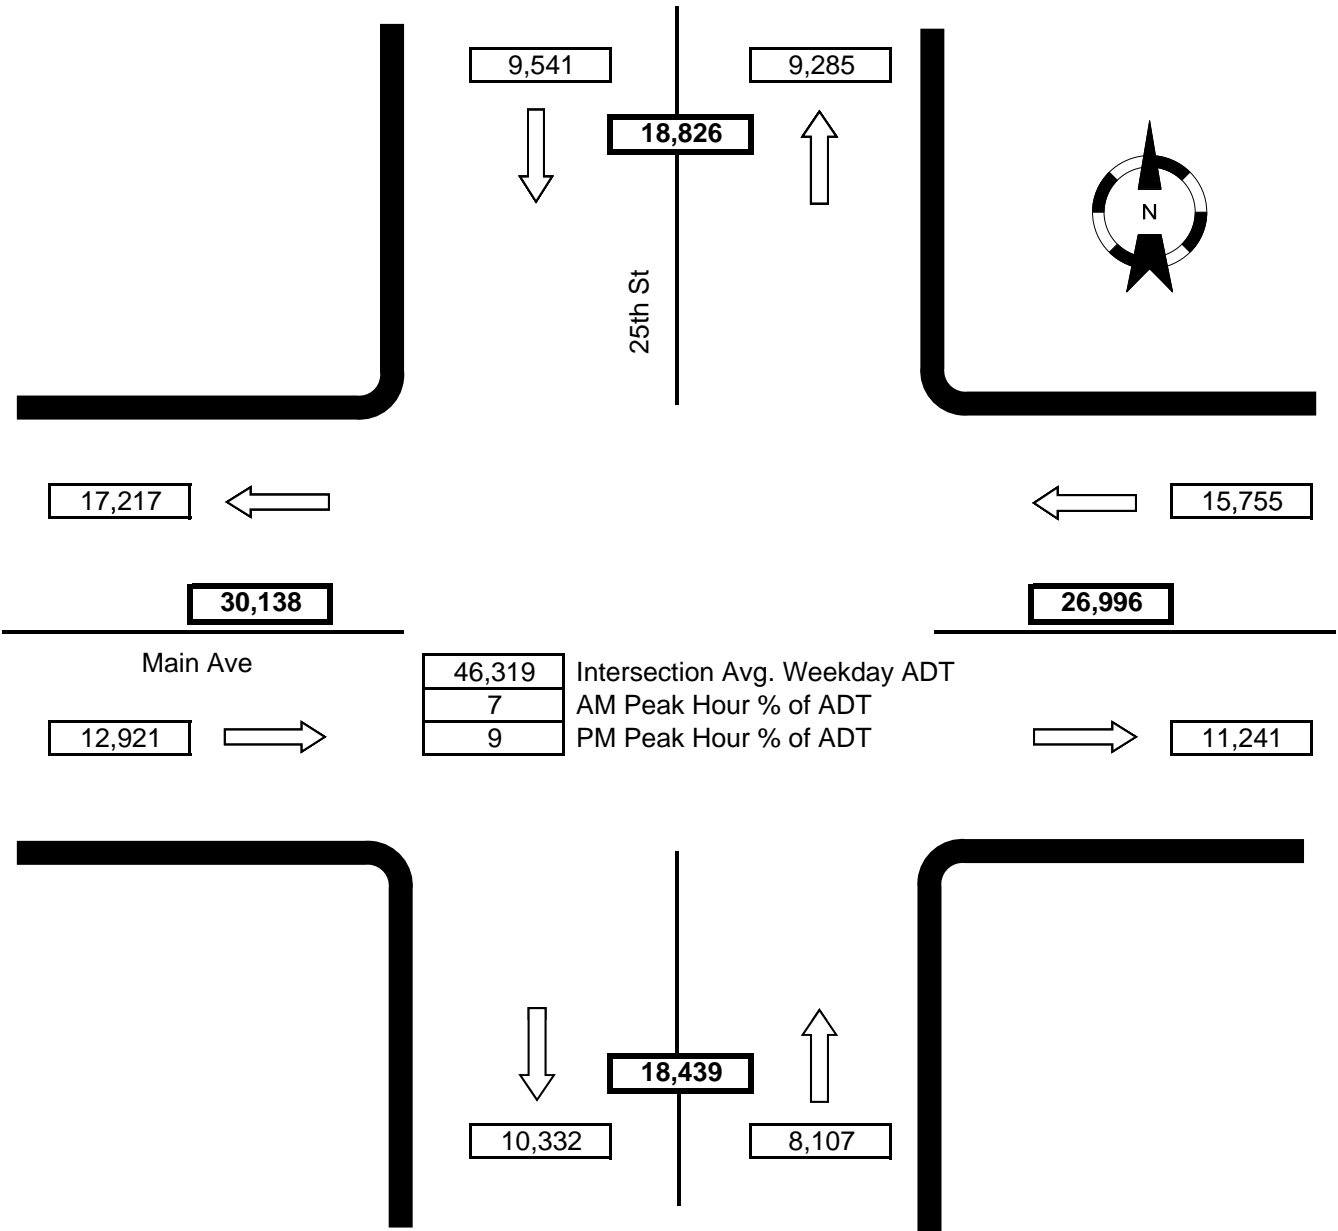 9,541 9,285
18,826
N
25th St
17,217 15,755
30,138 26,996
Main Ave
46,319 Intersection Avg. Weekday ADT
7 AM Peak Hour % of ADT
9 PM Peak Hour % of ADT
12,921 11,241
18,439
10,332 8,107